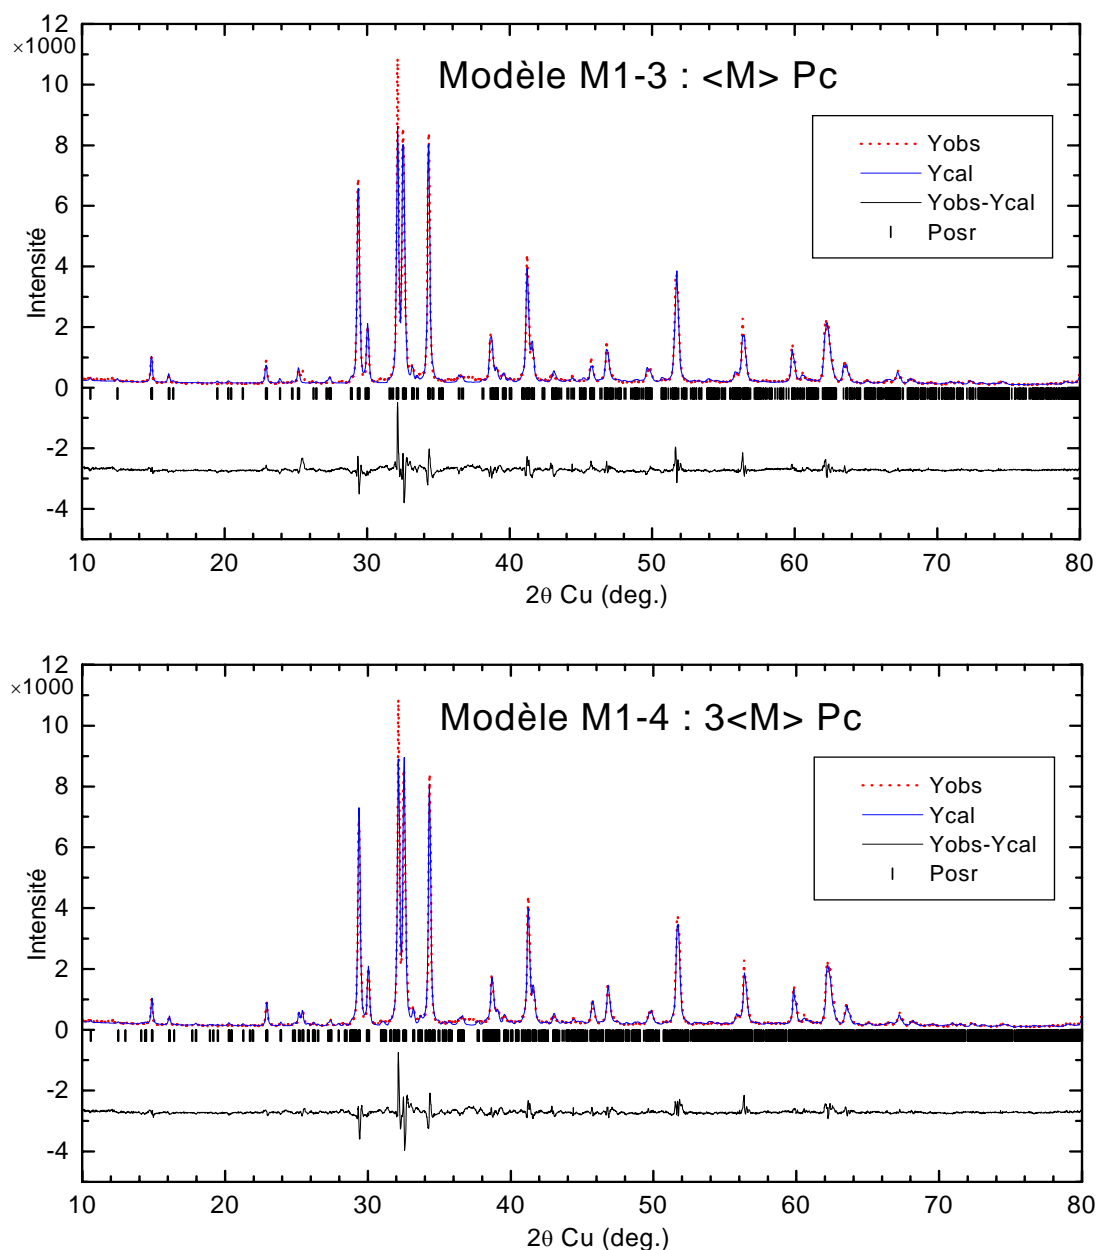 12
×1000
10
8
6
4
2
0
-2
-4
Intensité
Modèle M1-3 : <M> Pc
Yobs
Ycal
Yobs-Ycal
Posr
10 20 30 40 50 60 70 80
2θ Cu (deg.)
12
×1000
10
8
6
4
2
0
-2
-4
Intensité
Modèle M1-4 : 3<M> Pc
Yobs
Ycal
Yobs-Ycal
Posr
10 20 30 40 50 60 70 80
2θ Cu (deg.)